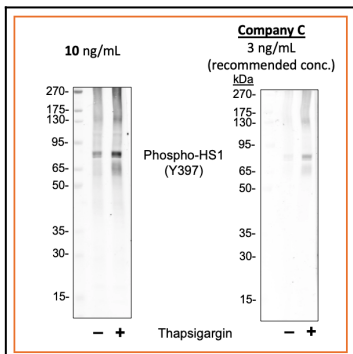 Company C
10 ng/mL
3 ng/mL
(recommended conc.)
kDa
270-
175-
130-
95-
65-
50-
35-
30-
15-
Phospho-HS1
(Y397)
270-
175-
130-
95-
65-
50-
35-
30-
15-
− +
Thapsigargin
− +